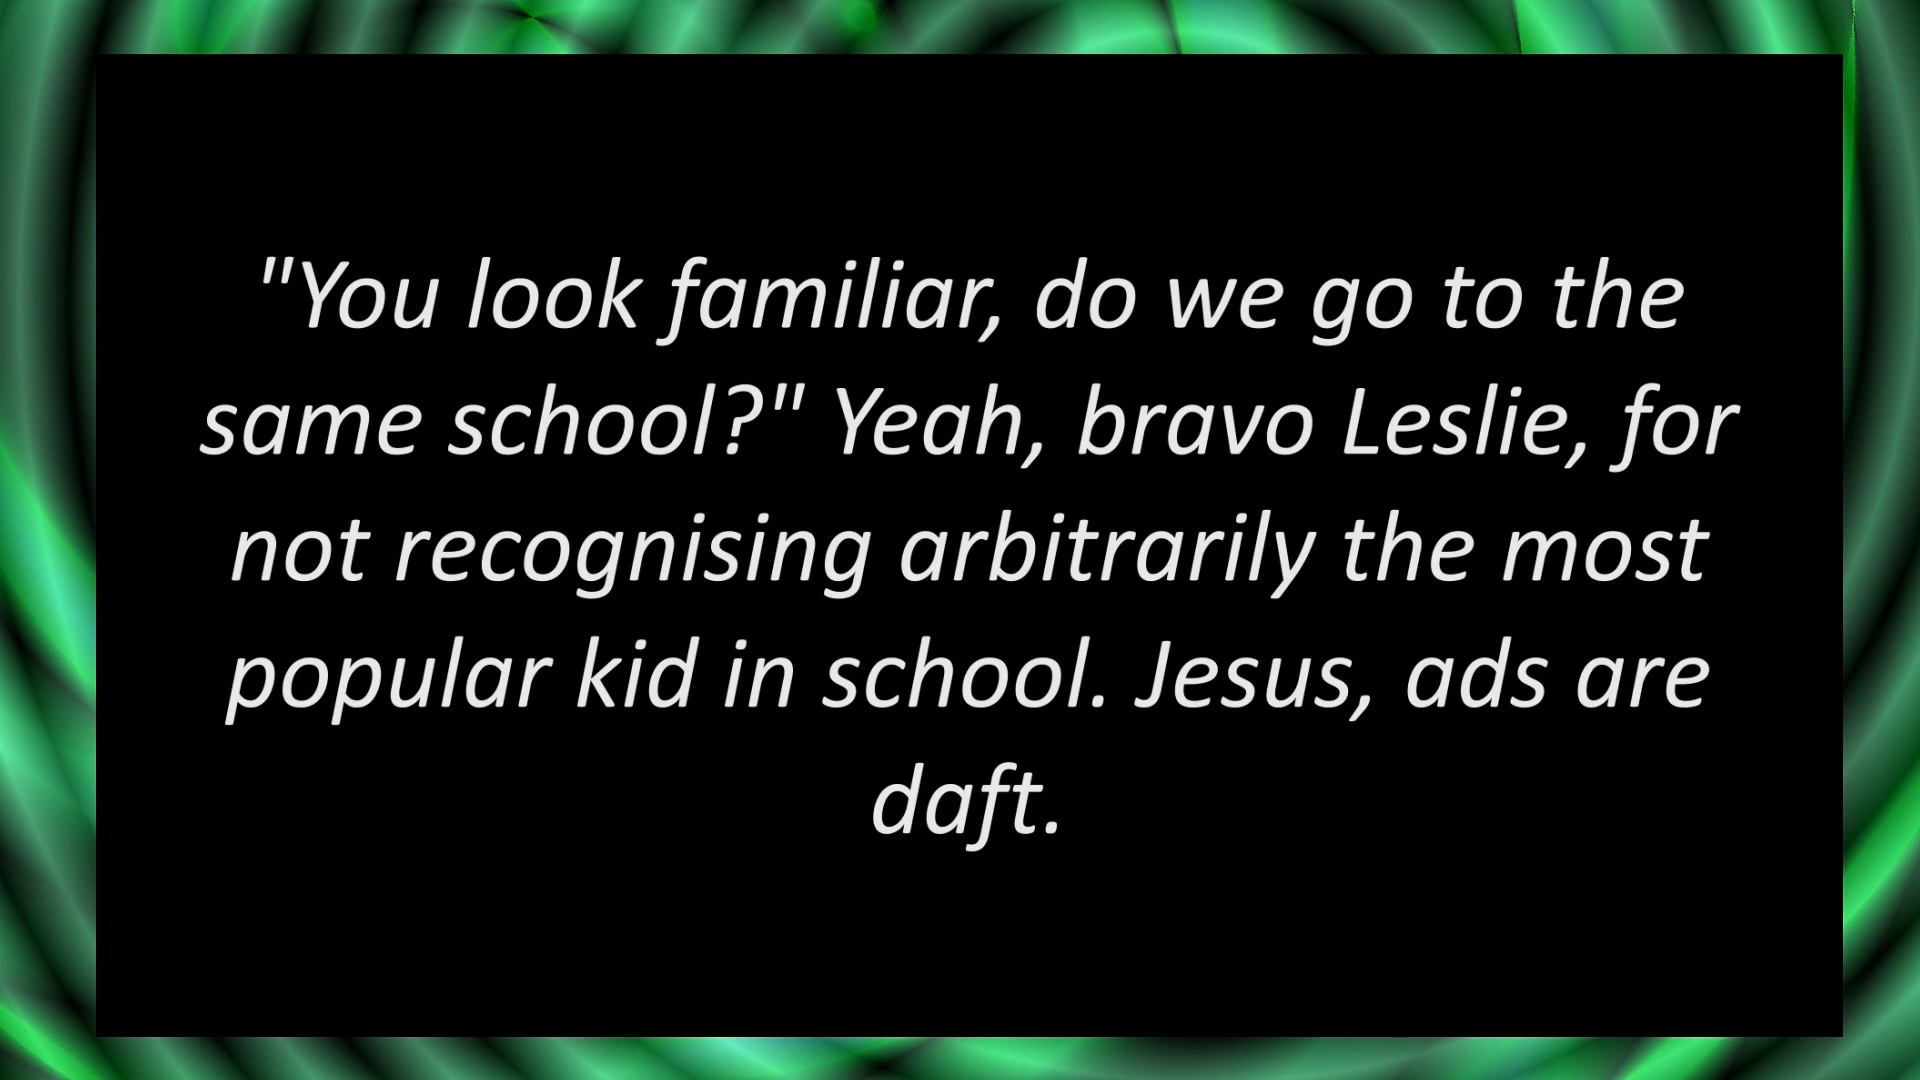 "You look familiar, do we go to the
same school?" Yeah, bravo Leslie, for
not recognising arbitrarily the most
popular kid in school. Jesus, ads are
daft.